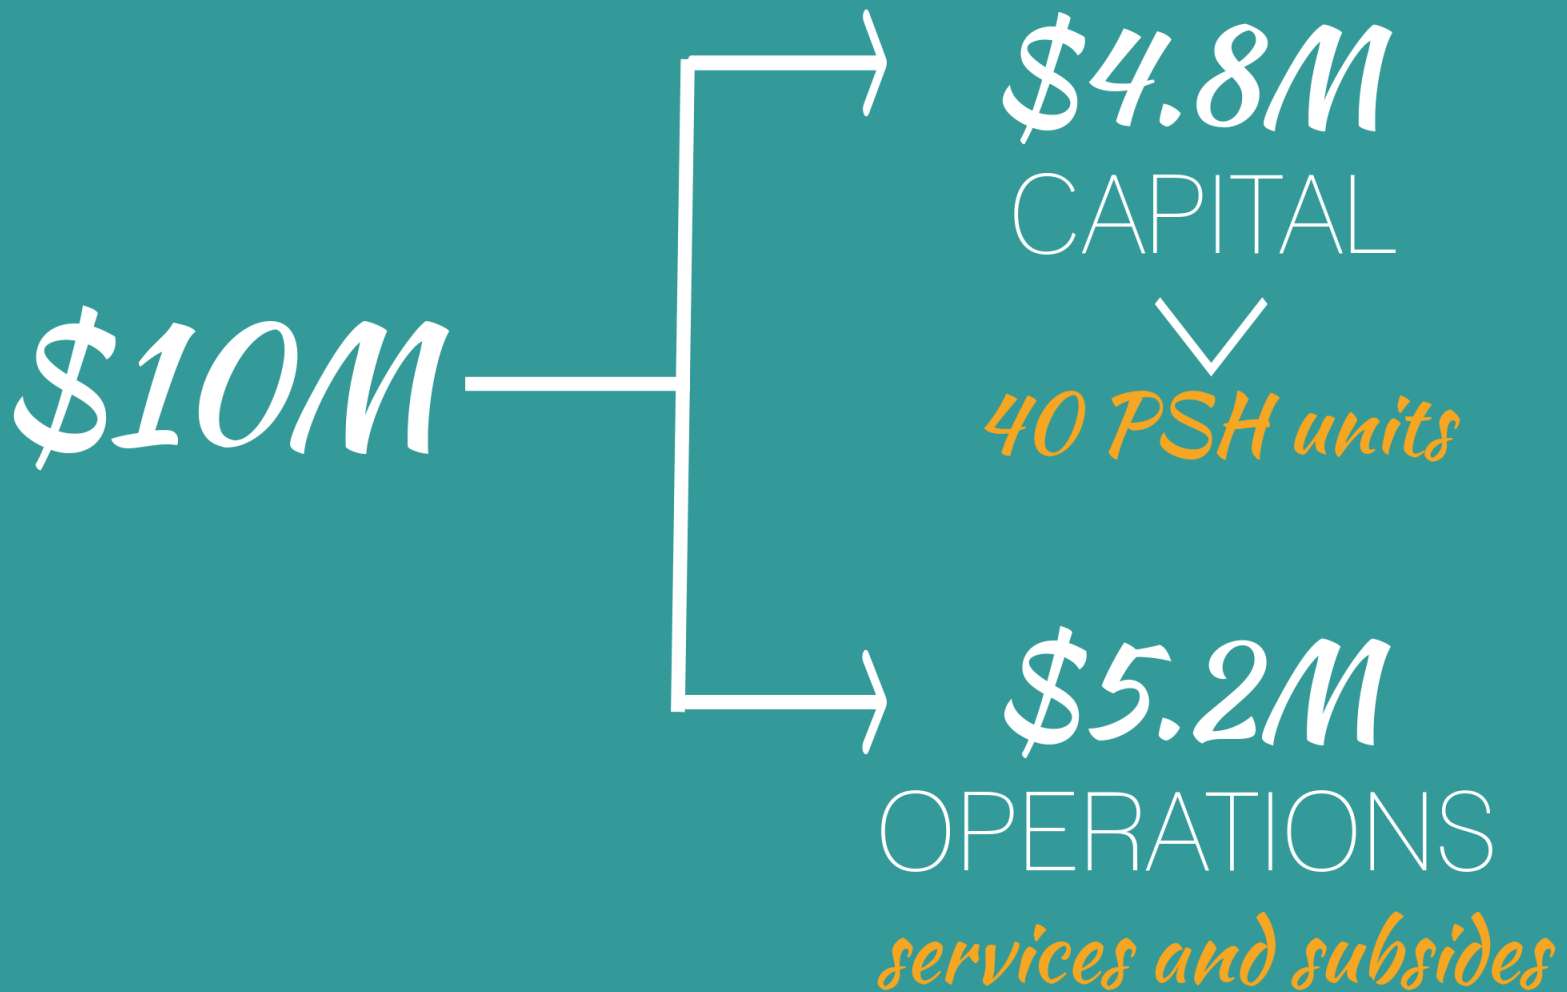 $10M
$4.8M
CAPITAL
40 PSH units
$5.2M
OPERATIONS
services and subsides